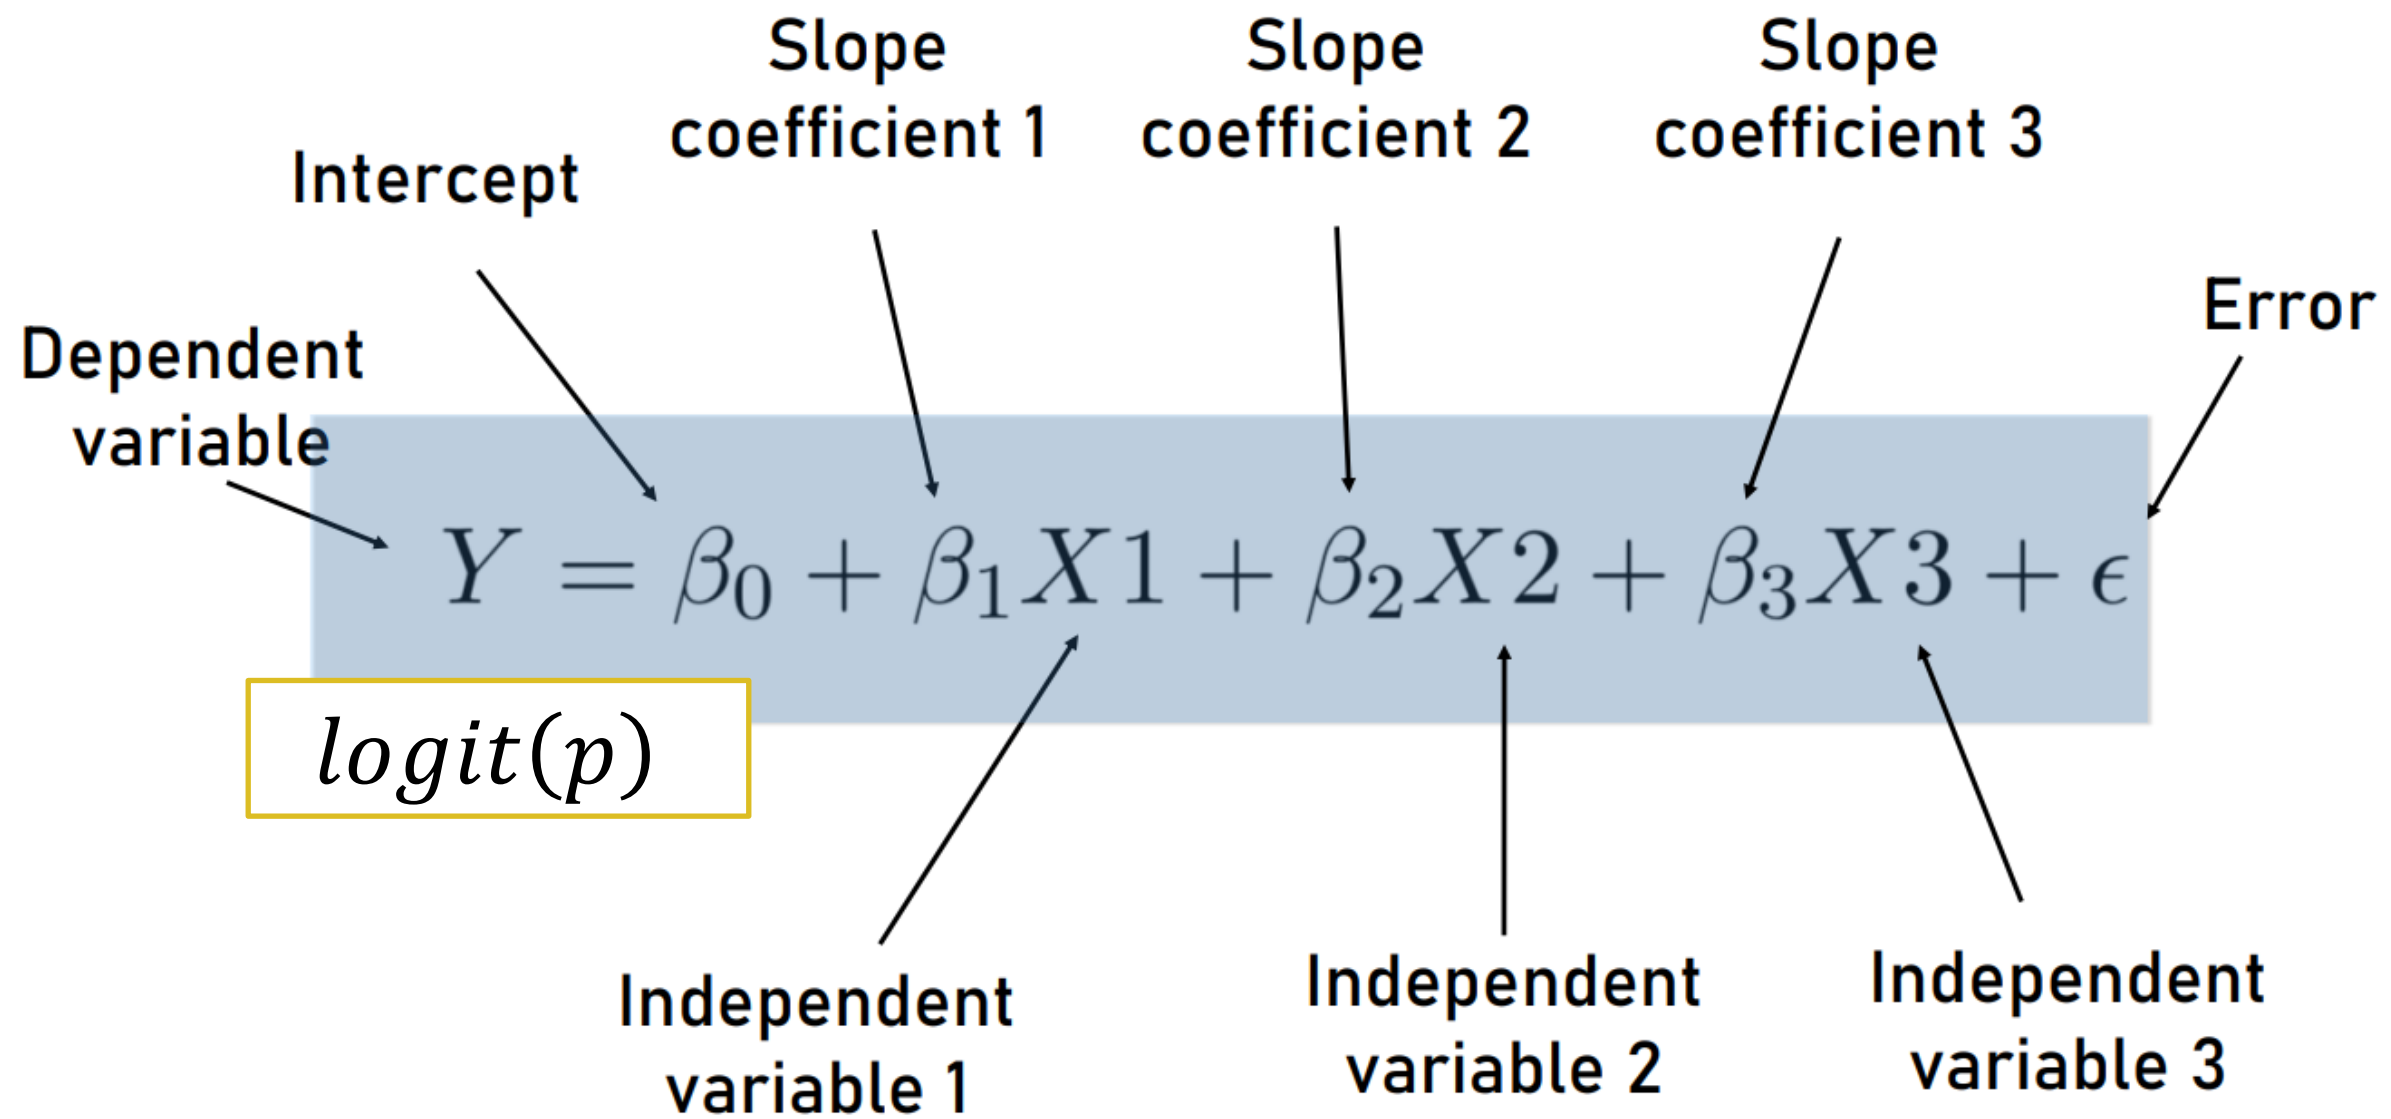 Slope
coefficient 1
Slope
coefficient 2
Slope
coefficient 3
Intercept
Error
Dependent
variable
Y = β₀ + β₁X1 + β₂X2 + β₃X3 + ϵ
logit(p)
Independent
variable 1
Independent
variable 2
Independent
variable 3